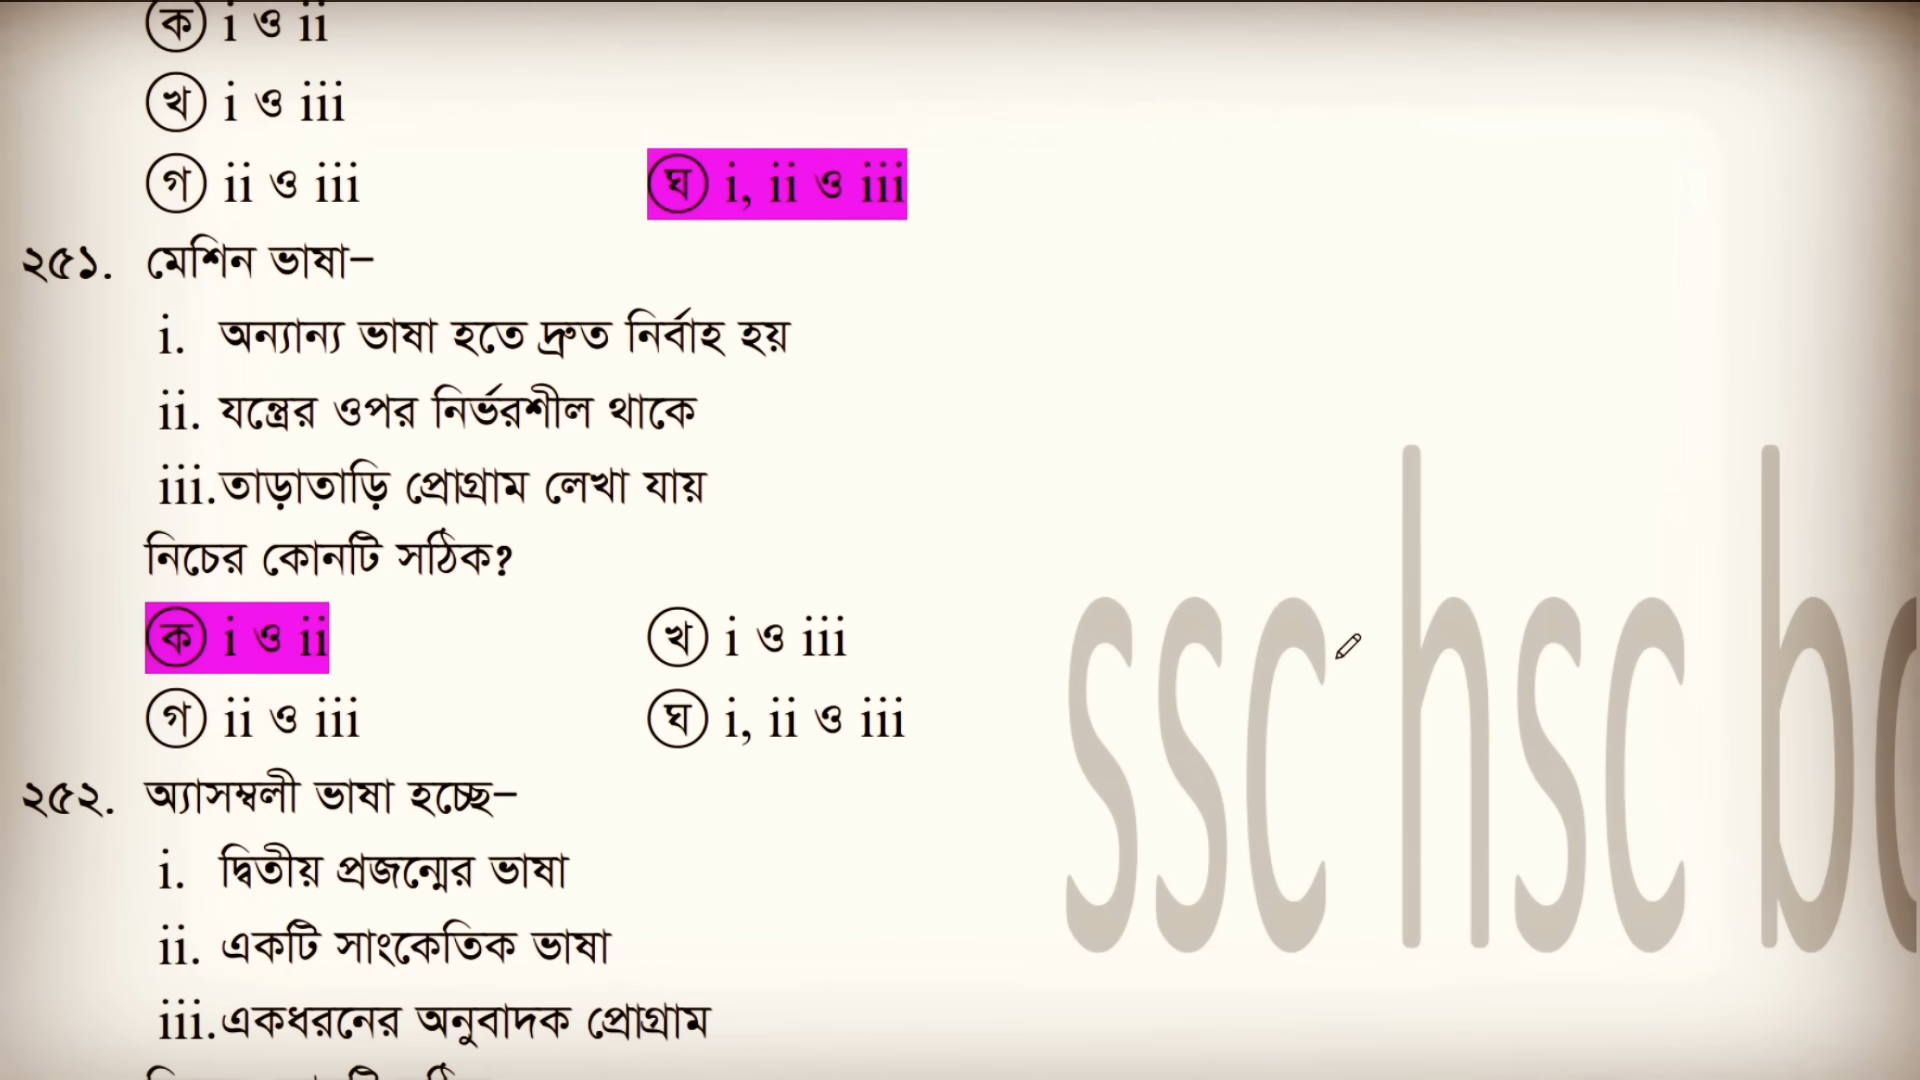 ক i ও ii
খ i ও iii
গ ii ও iii ঘ i, ii ও iii
২৫১. মেশিন ভাষা–
i. অন্যান্য ভাষা হতে দ্রুত নির্বাহ হয়
ii. যন্ত্রের ওপর নির্ভরশীল থাকে
iii. তাড়াতাড়ি প্রোগ্রাম লেখা যায়
নিচের কোনটি সঠিক?
ক i ও ii খ i ও iii
গ ii ও iii ঘ i, ii ও iii
২৫২. অ্যাসম্বলী ভাষা হচ্ছে–
i. দ্বিতীয় প্রজন্মের ভাষা
ii. একটি সাংকেতিক ভাষা
iii. একধরনের অনুবাদক প্রোগ্রাম
ssc hsc